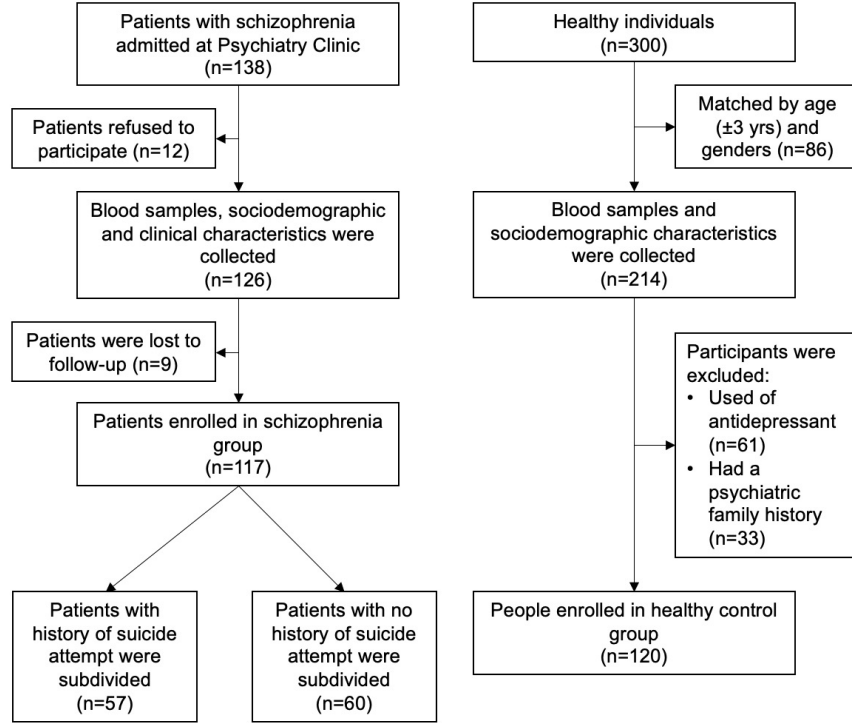 Patients with schizophrenia
admitted at Psychiatry Clinic
(n=138)
Patients refused to
participate (n=12)
Blood samples, sociodemographic
and clinical characteristics were
collected
(n=126)
Patients were lost to
follow-up (n=9)
Patients enrolled in schizophrenia
group
(n=117)
Patients with
history of suicide
attempt were
subdivided
(n=57)
Patients with no
history of suicide
attempt were
subdivided
(n=60)
Healthy individuals
(n=300)
Matched by age
(±3 yrs) and
genders (n=86)
Blood samples and
sociodemographic characteristics
were collected
(n=214)
Participants were
excluded:
• Used of
antidepressant
(n=61)
• Had a
psychiatric
family history
(n=33)
People enrolled in healthy control
group
(n=120)